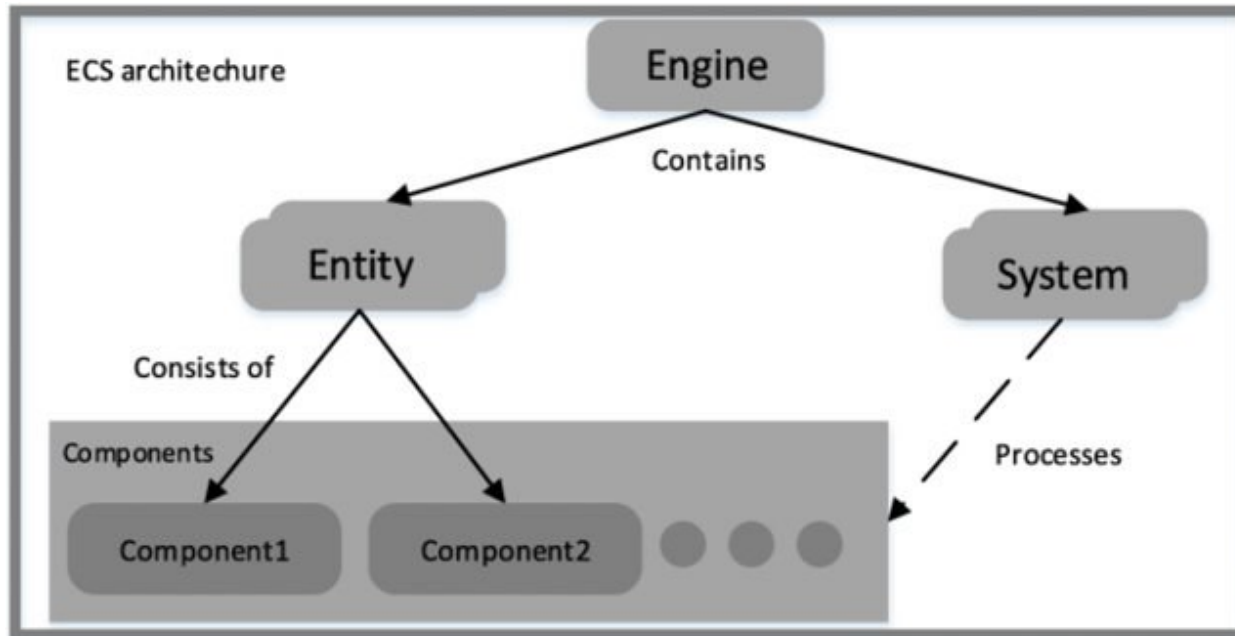 ECS architechure
Engine
Contains
Entity
System
Consists of
Components
Processes
Component1
Component2